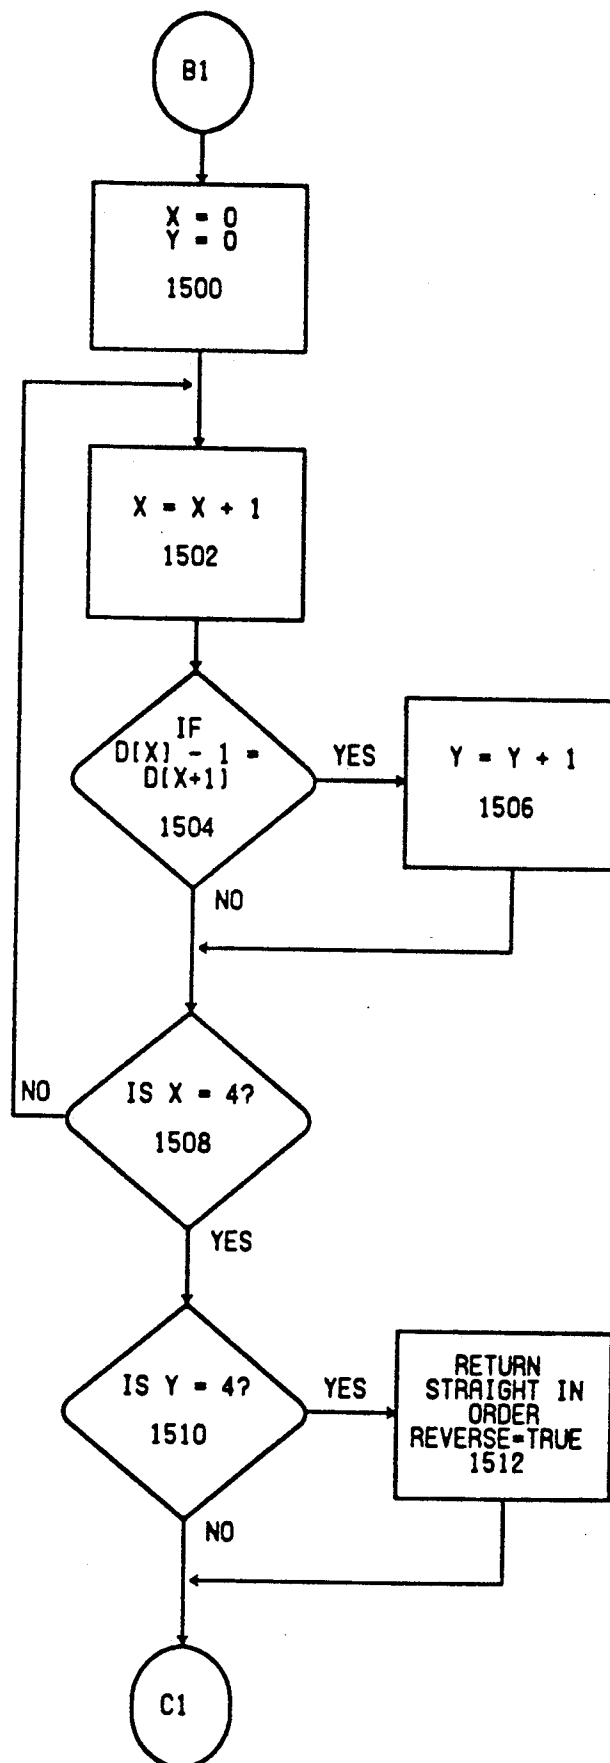 B1
X = 0
Y = 0
1500
X = X + 1
1502
IF
D(X) - 1 =
D(X+1)
1504
YES
Y = Y + 1
1506
NO
IS X = 4?
1508
NO
YES
IS Y = 4?
1510
YES
RETURN
STRAIGHT IN
ORDER
REVERSE=TRUE
1512
NO
C1